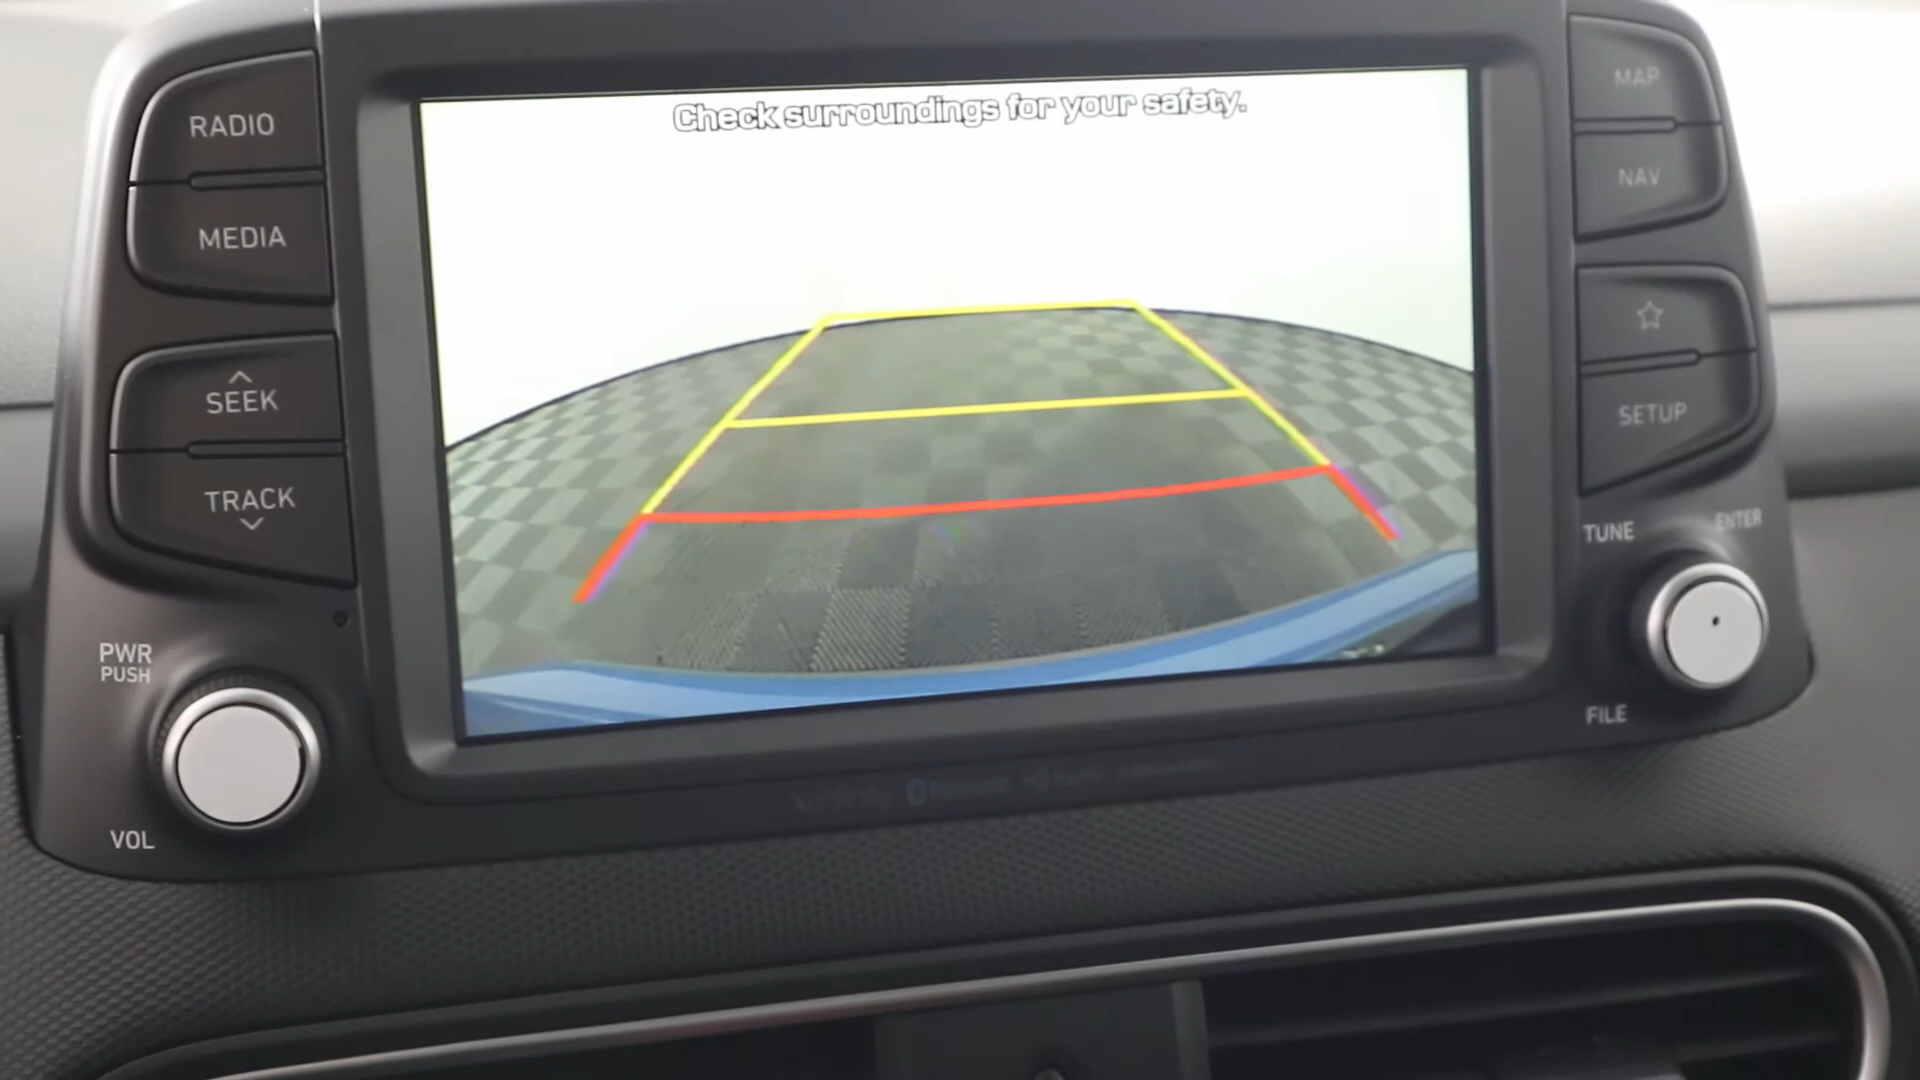 Check surroundings for your safety.
RADIO
MEDIA
SEEK
TRACK
PWR
PUSH
VOL
MAP
NAV
SETUP
TUNE
ENTER
FILE